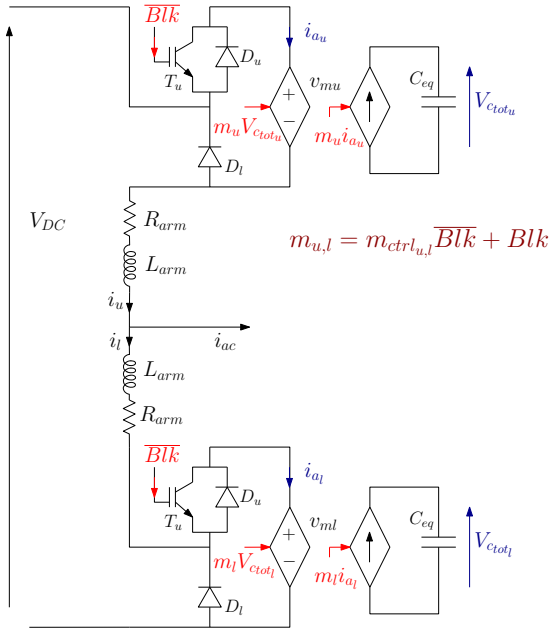 $\overline{Blk}$
$i_{a_u}$
$D_u$
$T_u$
$v_{mu}$
$C_{eq}$
$V_{c_{tot_u}}$
$m_u V_{c_{tot_u}}$
$m_u i_{a_u}$
$D_l$
$V_{DC}$
$R_{arm}$
$m_{u,l} = m_{ctrl_{u,l}} \overline{Blk} + Blk$
$L_{arm}$
$i_u$
$i_l$
$i_{ac}$
$L_{arm}$
$R_{arm}$
$\overline{Blk}$
$i_{a_l}$
$D_u$
$T_u$
$v_{ml}$
$C_{eq}$
$V_{c_{tot_l}}$
$m_l V_{c_{tot_l}}$
$m_l i_{a_l}$
$D_l$